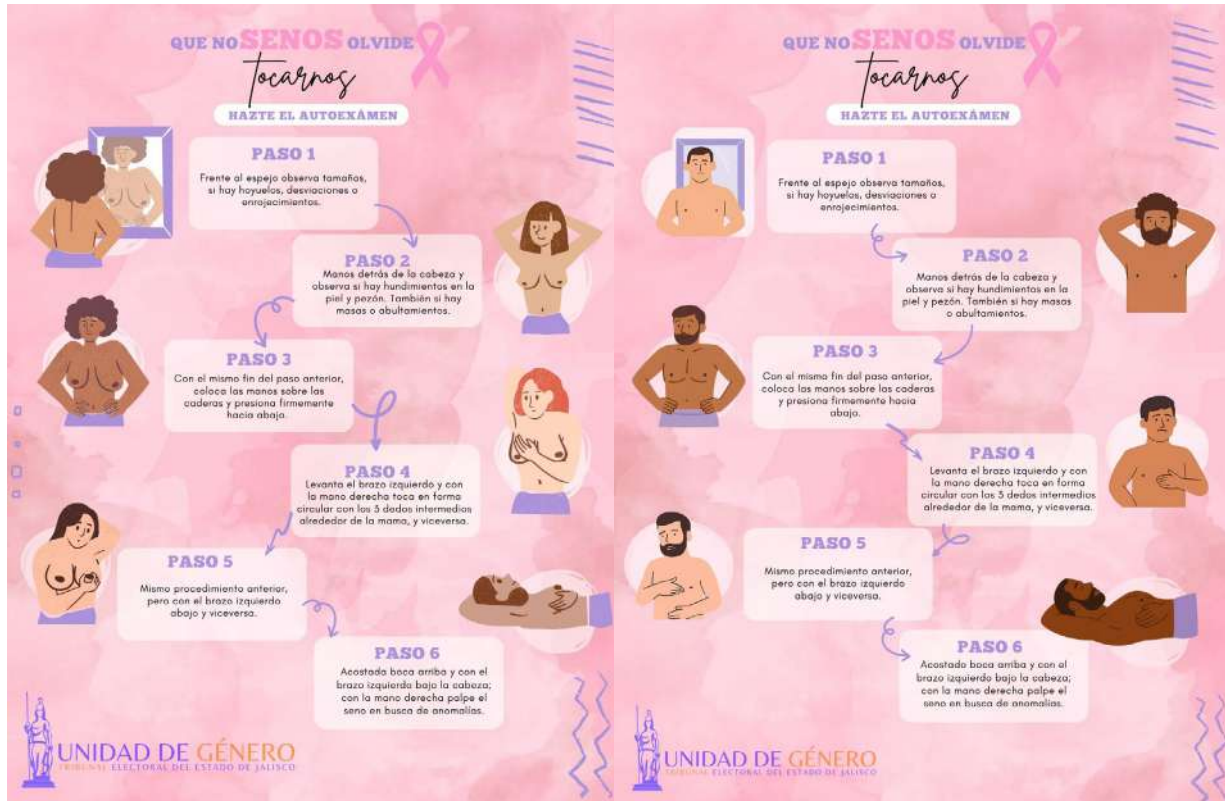 QUE NO SENOS OLVIDE
tocarnos
HAZTE EL AUTOEXÁMEN
PASO 1
Frente al espejo observa tamaños,
si hay hoyuelos, desviaciones o
enrojecimientos.
PASO 2
Manos detrás de la cabeza y
observa si hay hundimientos en la
piel y pezón. También si hay
masas o abultamientos.
PASO 3
Con el mismo fin del paso anterior,
coloca las manos sobre las
caderas y presiona firmemente
hacia abajo.
PASO 4
Levanta el brazo izquierdo y con
la mano derecha toca en forma
circular con los 3 dedos intermedios
alrededor de la mama, y viceversa.
PASO 5
Mismo procedimiento anterior,
pero con el brazo izquierdo
abajo y viceversa.
PASO 6
Acostado boca arriba y con el
brazo izquierdo bajo la cabeza;
con la mano derecha palpe el
seno en busca de anomalías.
UNIDAD DE GÉNERO
TRIBUNAL ELECTORAL DEL ESTADO DE JALISCO
QUE NO SENOS OLVIDE
tocarnos
HAZTE EL AUTOEXÁMEN
PASO 1
Frente al espejo observa tamaños,
si hay hoyuelos, desviaciones o
enrojecimientos.
PASO 2
Manos detrás de la cabeza y
observa si hay hundimientos en la
piel y pezón. También si hay masas
o abultamientos.
PASO 3
Con el mismo fin del paso anterior,
coloca las manos sobre las caderas
y presiona firmemente hacia
abajo.
PASO 4
Levanta el brazo izquierdo y con
la mano derecha toca en forma
circular con los 3 dedos intermedios
alrededor de la mama, y viceversa.
PASO 5
Mismo procedimiento anterior,
pero con el brazo izquierdo
abajo y viceversa.
PASO 6
Acostado boca arriba y con el
brazo izquierdo bajo la cabeza;
con la mano derecha palpe el
seno en busca de anomalías.
UNIDAD DE GÉNERO
TRIBUNAL ELECTORAL DEL ESTADO DE JALISCO